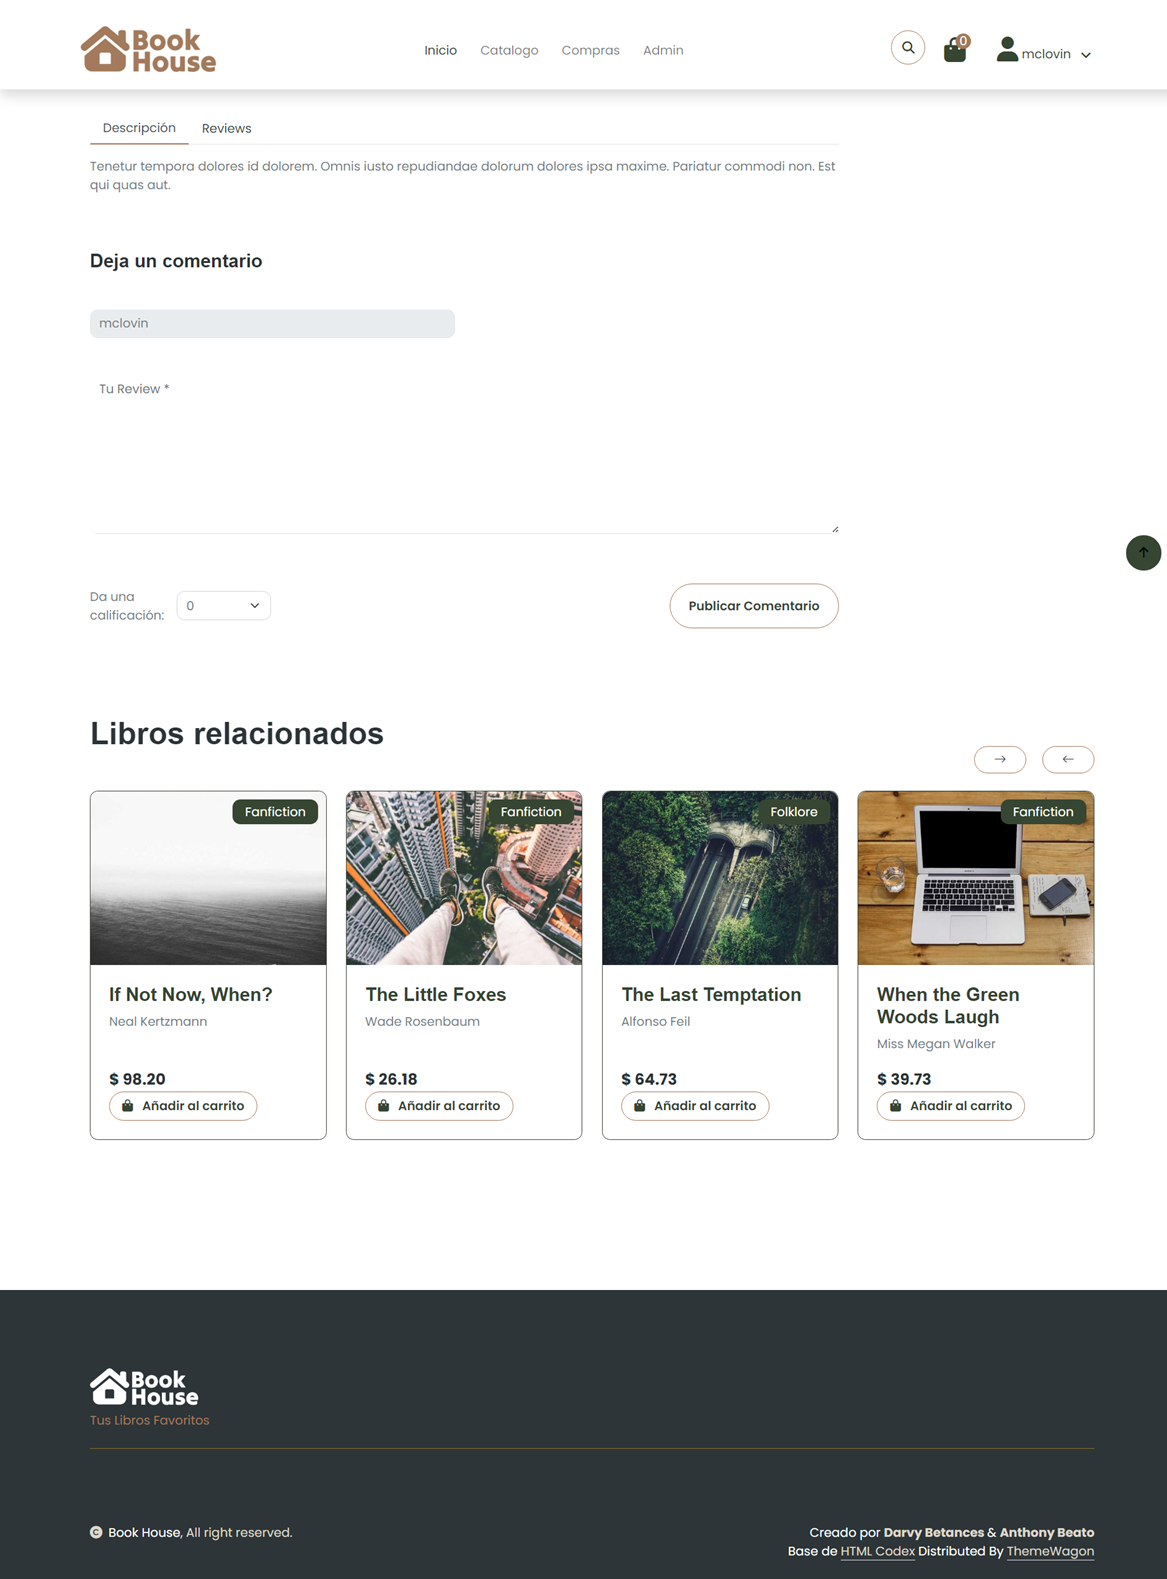 Book
House
Inicio Catalogo Compras Admin
0
mclovin
Descripción Reviews
Tenetur tempora dolores id dolorem. Omnis iusto repudiandae dolorum dolores ipsa maxime. Pariatur commodi non. Est
qui quas aut.
Deja un comentario
mclovin
Tu Review *
Da una
calificación:
0
Publicar Comentario
Libros relacionados
Fanfiction
If Not Now, When?
Neal Kertzmann
$ 98.20
Añadir al carrito
Fanfiction
The Little Foxes
Wade Rosenbaum
$ 26.18
Añadir al carrito
Folklore
The Last Temptation
Alfonso Feil
$ 64.73
Añadir al carrito
Fanfiction
When the Green
Woods Laugh
Miss Megan Walker
$ 39.73
Añadir al carrito
Book
House
Tus Libros Favoritos
© Book House, All right reserved.
Creado por Darvy Betances & Anthony Beato
Base de HTML Codex Distributed By ThemeWagon